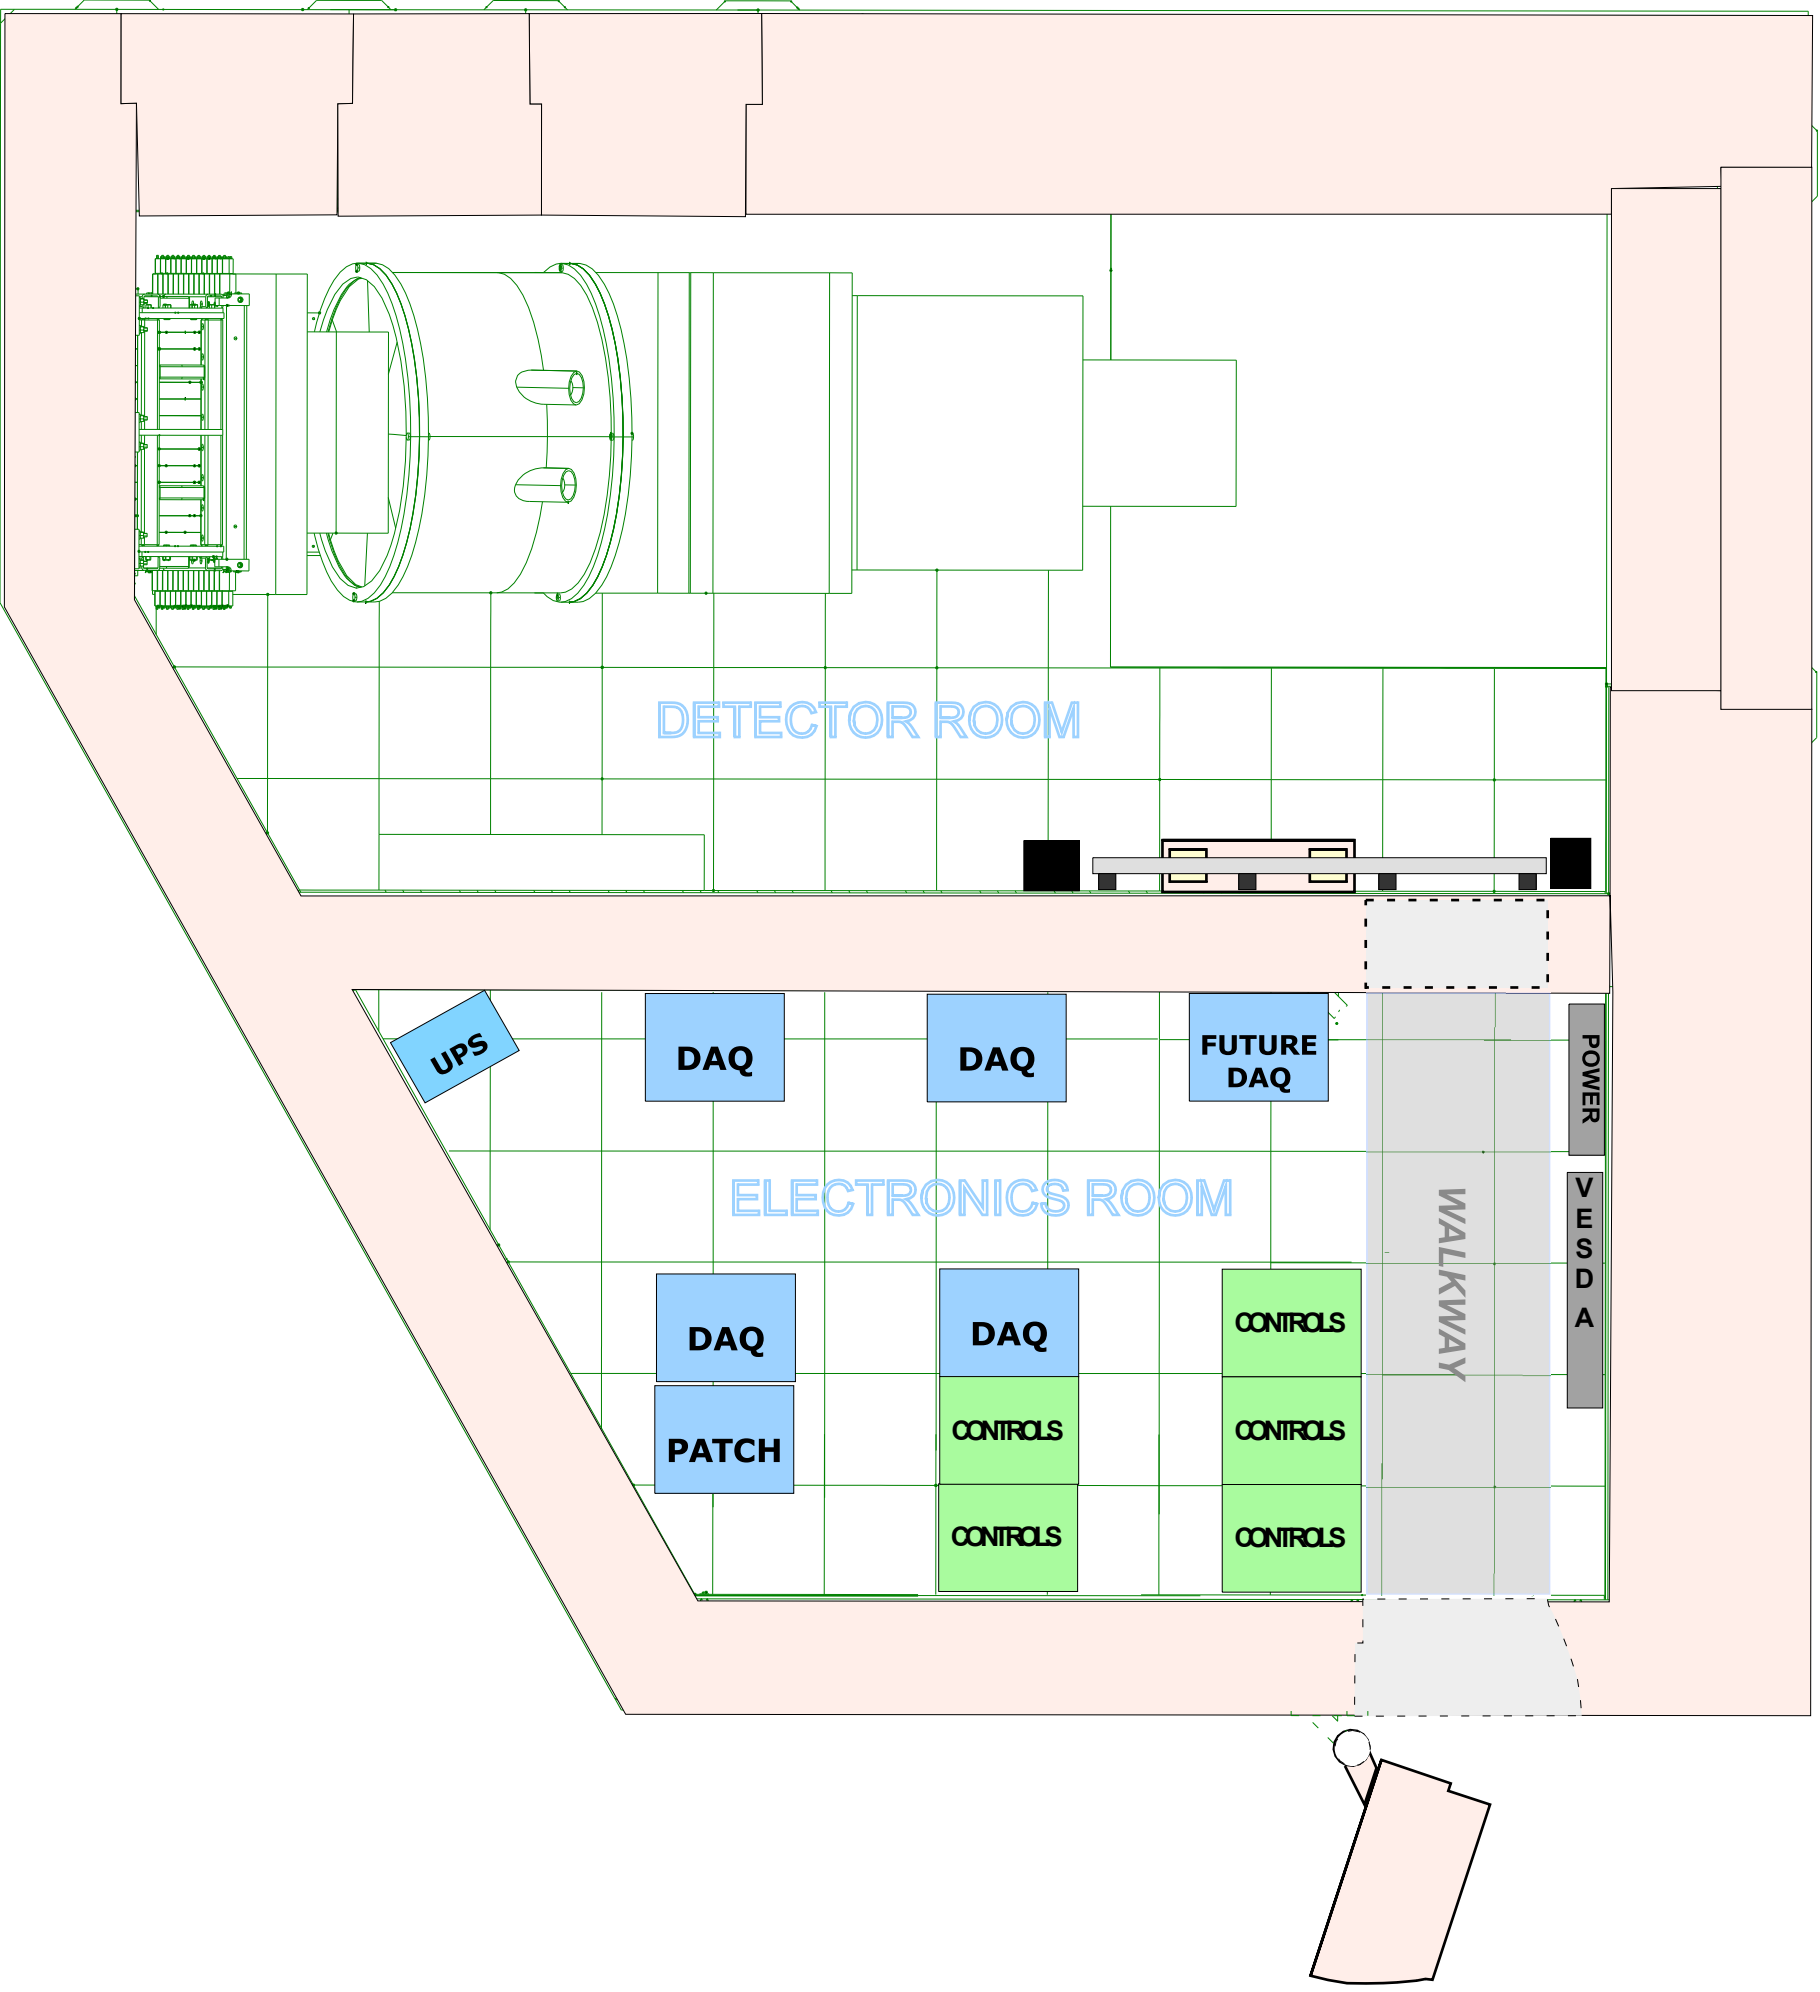 DETECTOR ROOM
UPS
DAQ
DAQ
FUTURE
DAQ
POWER
ELECTRONICS ROOM
WALKWAY
VESD A
DAQ
DAQ
CONTROLS
PATCH
CONTROLS
CONTROLS
CONTROLS
CONTROLS